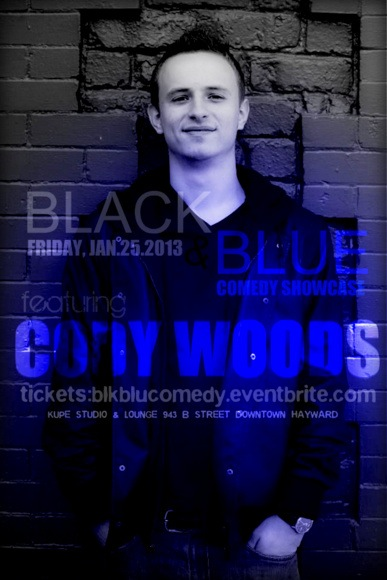 BLACK
FRIDAY, JAN.25.2013
&
BLUE
COMEDY SHOWCASE
featuring
CODY WOODS
tickets:blkblucomedy.eventbrite.com
KUPE STUDIO & LOUNGE 943 B STREET DOWNTOWN HAYWARD